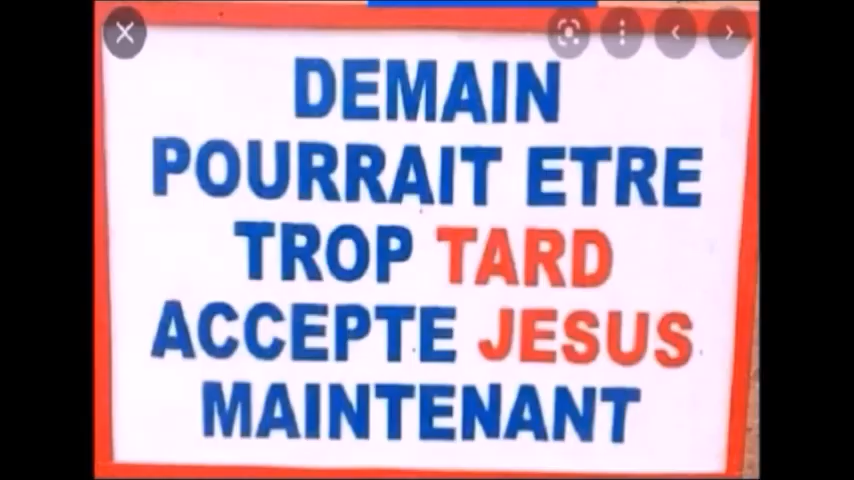 DEMAIN
POURRAIT ETRE
TROP TARD
ACCEPTE JESUS
MAINTENANT